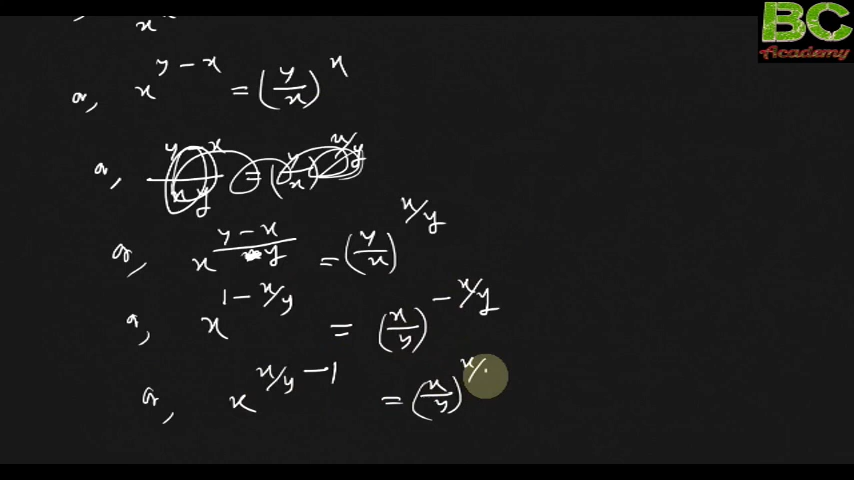 BC
Academy
or, x^{y-x} = (y/x)^x
or, x^{(y-x)/y} = (y/x)^{x/y}
or, x^{1-x/y} = (x/y)^{-x/y}
or, x^{x/y-1} = (x/y)^{x/